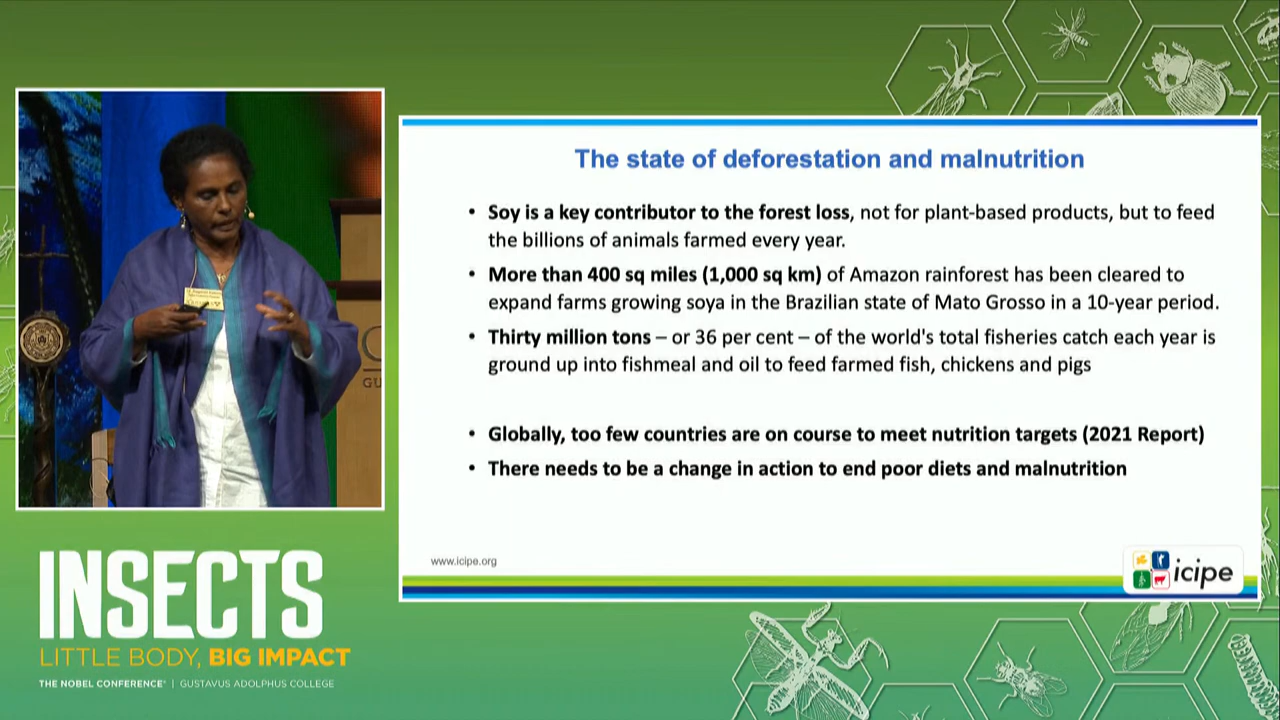 The state of deforestation and malnutrition
• Soy is a key contributor to the forest loss, not for plant-based products, but to feed
the billions of animals farmed every year.
• More than 400 sq miles (1,000 sq km) of Amazon rainforest has been cleared to
expand farms growing soya in the Brazilian state of Mato Grosso in a 10-year period.
• Thirty million tons – or 36 per cent – of the world's total fisheries catch each year is
ground up into fishmeal and oil to feed farmed fish, chickens and pigs
• Globally, too few countries are on course to meet nutrition targets (2021 Report)
• There needs to be a change in action to end poor diets and malnutrition
www.icipe.org
icipe
INSECTS
LITTLE BODY, BIG IMPACT
THE NOBEL CONFERENCE® | GUSTAVUS ADOLPHUS COLLEGE